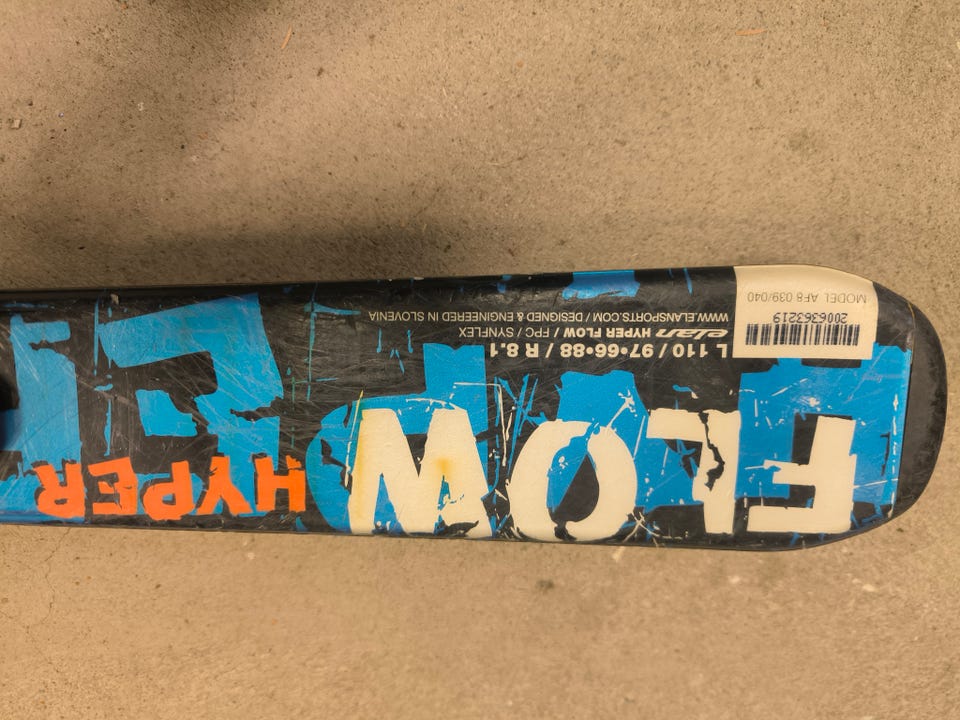 MODEL AF8 039/040
2006363219
L 110 / 97•66•88 / R 8.1
elan HYPER FLOW / FPC / SYNFLEX
WWW.ELANSPORTS.COM / DESIGNED & ENGINEERED IN SLOVENIA
FLOW
HYPER